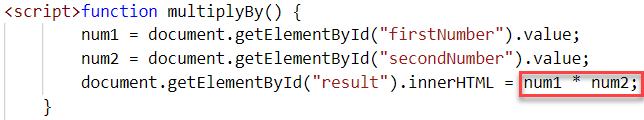 <script>function multiplyBy() {
num1 = document.getElementById("firstNumber").value;
num2 = document.getElementById("secondNumber").value;
document.getElementById("result").innerHTML = num1 * num2;
}